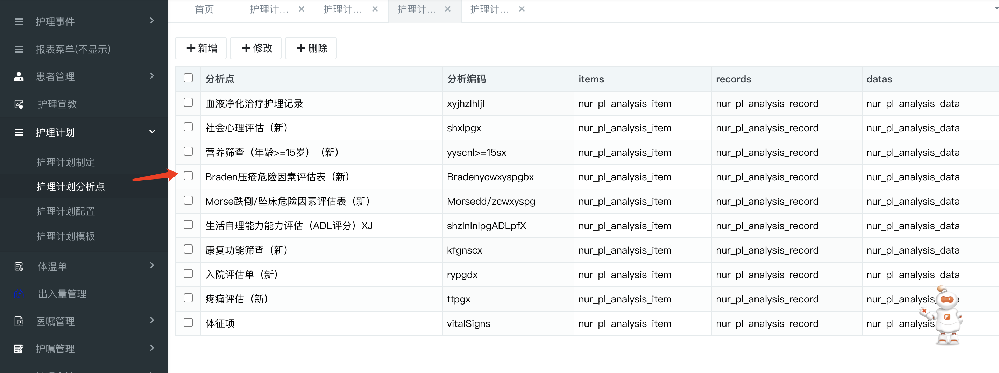 首页
护理计...
护理计...
护理计...
护理计...
护理事件
报表菜单(不显示)
患者管理
护理宣教
护理计划
护理计划制定
护理计划分析点
护理计划配置
护理计划模板
体温单
出入量管理
医嘱管理
护嘱管理
新增
修改
删除
分析点 分析编码 items records datas
血液净化治疗护理记录 xyjhzlhljl nur_pl_analysis_item nur_pl_analysis_record nur_pl_analysis_data
社会心理评估（新） shxlpgx nur_pl_analysis_item nur_pl_analysis_record nur_pl_analysis_data
营养筛查（年龄>=15岁）（新） yyscnl>=15sx nur_pl_analysis_item nur_pl_analysis_record nur_pl_analysis_data
Braden压疮危险因素评估表（新） Bradenycwxyspgbx nur_pl_analysis_item nur_pl_analysis_record nur_pl_analysis_data
Morse跌倒/坠床危险因素评估表（新） Morsedd/zcwxyspg nur_pl_analysis_item nur_pl_analysis_record nur_pl_analysis_data
生活自理能力能力评估（ADL评分）XJ shzlnlnlpgADLpfX nur_pl_analysis_item nur_pl_analysis_record nur_pl_analysis_data
康复功能筛查（新） kfgnscx nur_pl_analysis_item nur_pl_analysis_record nur_pl_analysis_data
入院评估单（新） rypgdx nur_pl_analysis_item nur_pl_analysis_record nur_pl_analysis_data
疼痛评估（新） ttpgx nur_pl_analysis_item nur_pl_analysis_record nur_pl_analysis
体征项 vitalSigns nur_pl_analysis_item nur_pl_analysis_record nur_pl_analysis